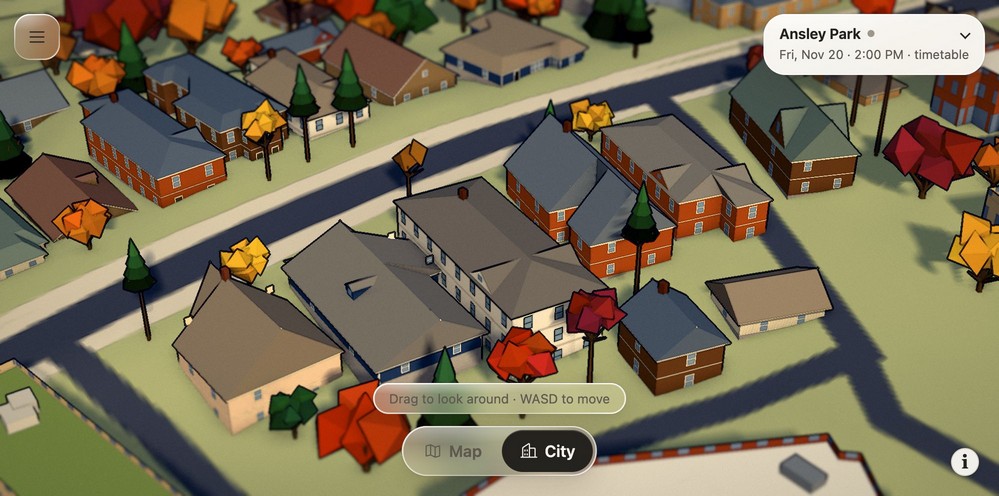 Ansley Park
Fri, Nov 20 · 2:00 PM · timetable
Drag to look around · WASD to move
Map
City
i